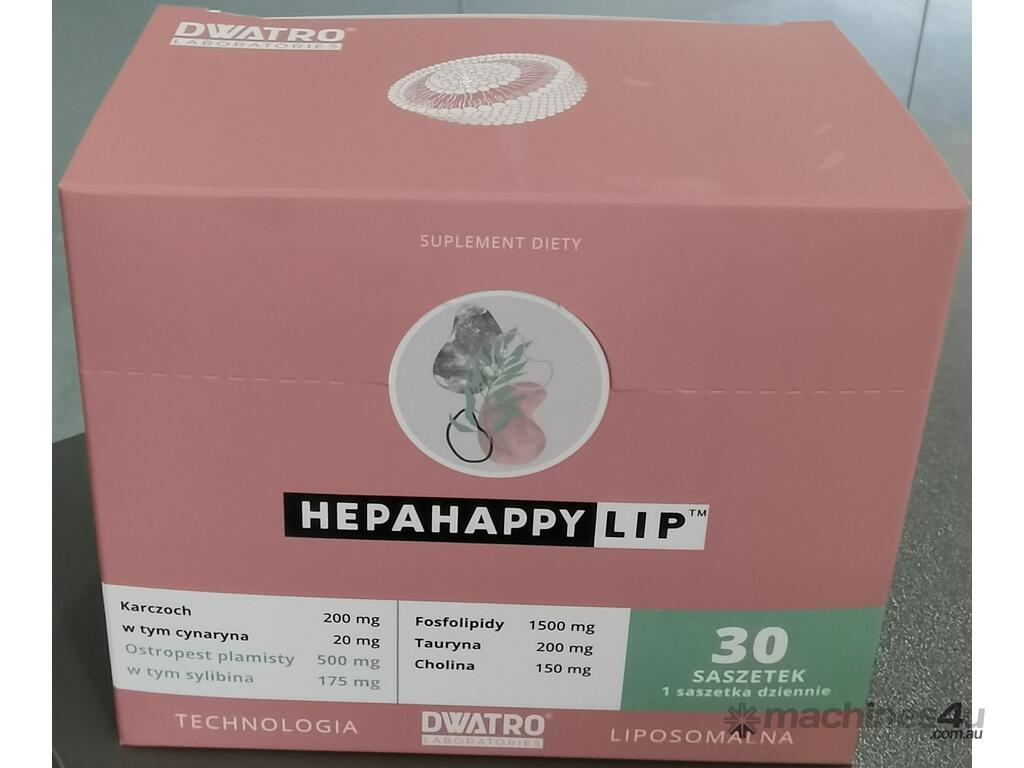 DWATRO®
LABORATORIES
SUPLEMENT DIETY
HEPAHAPPY LIP™
Karczoch 200 mg
w tym cynaryna 20 mg
Ostropest plamisty 500 mg
w tym sylibina 175 mg
Fosfolipidy 1500 mg
Tauryna 200 mg
Cholina 150 mg
30
SASZETEK
1 saszetka dziennie
TECHNOLOGIA
DWATRO®
LABORATORIES
LIPOSOMALNA
machines4u
.com.au